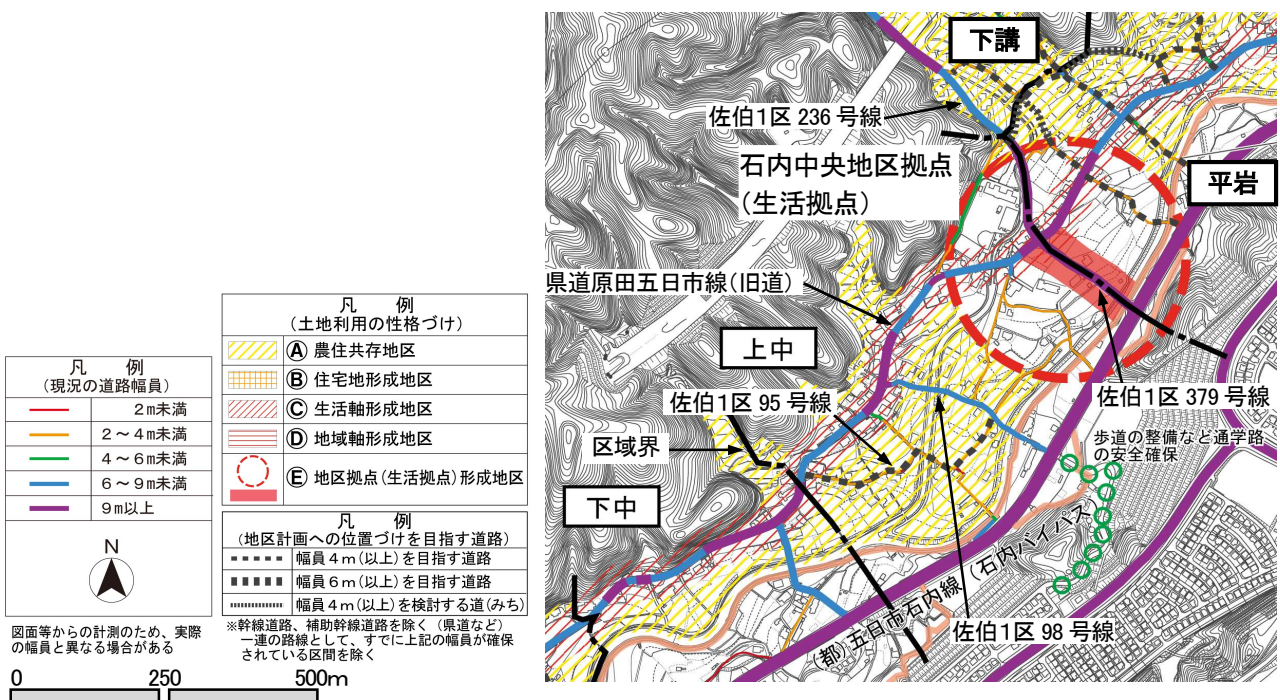 凡　例
(現況の道路幅員)
2m未満
2～4m未満
4～6m未満
6～9m未満
9m以上
N
図面等からの計測のため、実際
の幅員と異なる場合がある
0 250 500m
凡　例
(土地利用の性格づけ)
Ⓐ 農住共存地区
Ⓑ 住宅地形成地区
Ⓒ 生活軸形成地区
Ⓓ 地域軸形成地区
Ⓔ 地区拠点(生活拠点)形成地区
凡　例
(地区計画への位置づけを目指す道路)
幅員4m(以上)を目指す道路
幅員6m(以上)を目指す道路
幅員4m(以上)を検討する道(みち)
※幹線道路、補助幹線道路を除く（県道など）
一連の路線として、すでに上記の幅員が確保
されている区間を除く
下講
佐伯1区 236 号線
石内中央地区拠点
(生活拠点)
平岩
県道原田五日市線(旧道)
上中
佐伯1区 95 号線
佐伯1区 379 号線
区域界
歩道の整備など通学路
の安全確保
下中
(都)五日市石内線（石内バイパス）
佐伯1区 98 号線